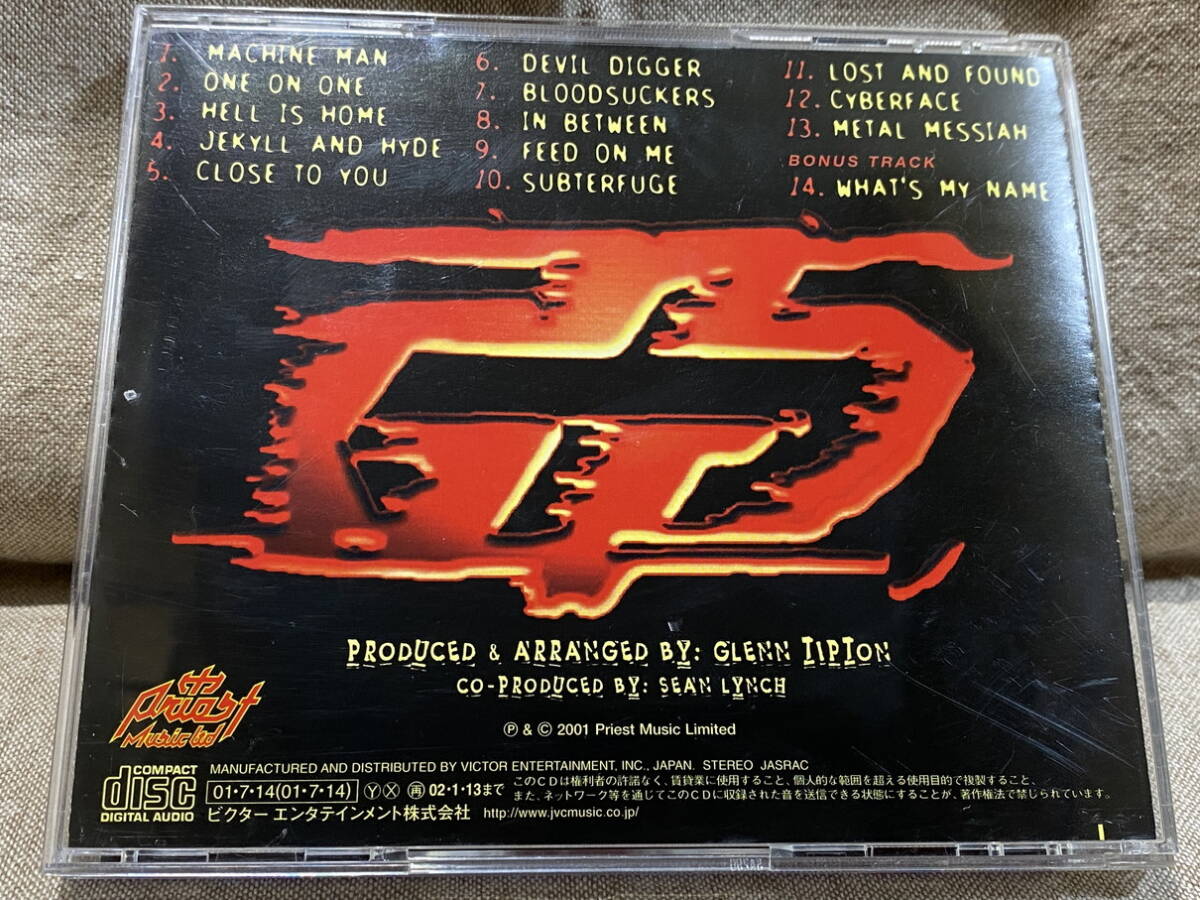 1. MACHINE MAN
2. ONE ON ONE
3. HELL IS HOME
4. JEKYLL AND HYDE
5. CLOSE TO YOU
6. DEVIL DIGGER
7. BLOODSUCKERS
8. IN BETWEEN
9. FEED ON ME
10. SUBTERFUGE
11. LOST AND FOUND
12. CYBERFACE
13. METAL MESSIAH
BONUS TRACK
14. WHAT'S MY NAME
PRODUCED & ARRANGED BY: GLENN TIPTON
CO-PRODUCED BY: SEAN LYNCH
Ⓟ & © 2001 Priest Music Limited
Priest
Music Ltd
COMPACT
disc
DIGITAL AUDIO
MANUFACTURED AND DISTRIBUTED BY VICTOR ENTERTAINMENT, INC., JAPAN. STEREO JASRAC
01・7・14(01・7・14) Ⓨ Ⓧ ㊢ 02・1・13まで
ビクター エンタテインメント株式会社 http://www.jvcmusic.co.jp/
このCDは権利者の許諾なく、賃貸業に使用すること、個人的な範囲を超える使用目的で複製すること、
また、ネットワーク等を通じてこのCDに収録された音を送信できる状態にすることが、著作権法で禁じられています。